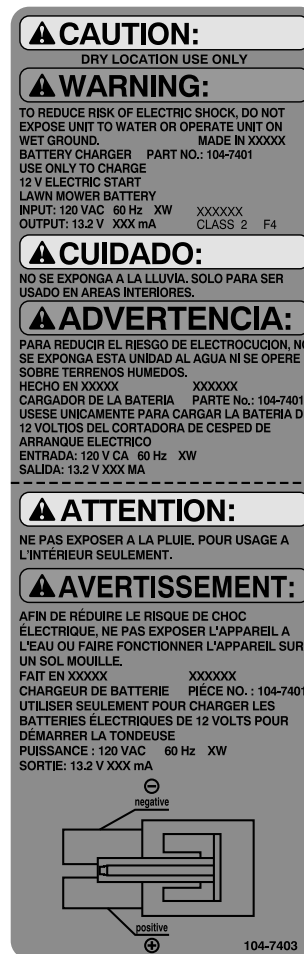 CAUTION:
DRY LOCATION USE ONLY
WARNING:
TO REDUCE RISK OF ELECTRIC SHOCK, DO NOT
EXPOSE UNIT TO WATER OR OPERATE UNIT ON
WET GROUND. MADE IN XXXXX
BATTERY CHARGER PART NO.: 104-7401
USE ONLY TO CHARGE
12 V ELECTRIC START
LAWN MOWER BATTERY
INPUT: 120 VAC 60 Hz XW XXXXXX
OUTPUT: 13.2 V XXX mA CLASS 2 F4
CUIDADO:
NO SE EXPONGA A LA LLUVIA. SOLO PARA SER
USADO EN AREAS INTERIORES.
ADVERTENCIA:
PARA REDUCIR EL RIESGO DE ELECTROCUCION, NO
SE EXPONGA ESTA UNIDAD AL AGUA NI SE OPERE
SOBRE TERRENOS HUMEDOS.
HECHO EN XXXXX XXXXXX
CARGADOR DE LA BATERIA PARTE No.: 104-7401
USESE UNICAMENTE PARA CARGAR LA BATERIA D
12 VOLTIOS DEL CORTADORA DE CESPED DE
ARRANQUE ELECTRICO
ENTRADA: 120 V CA 60 Hz XW
SALIDA: 13.2 V XXX MA
ATTENTION:
NE PAS EXPOSER A LA PLUIE. POUR USAGE A
L'INTÉRIEUR SEULEMENT.
AVERTISSEMENT:
AFIN DE RÉDUIRE LE RISQUE DE CHOC
ÉLECTRIQUE, NE PAS EXPOSER L'APPAREIL A
L'EAU OU FAIRE FONCTIONNER L'APPAREIL SUR
UN SOL MOUILLE.
FAIT EN XXXXX XXXXXX
CHARGEUR DE BATTERIE PIÉCE NO. : 104-7401
UTILISER SEULEMENT POUR CHARGER LES
BATTERIES ÉLECTRIQUES DE 12 VOLTS POUR
DÉMARRER LA TONDEUSE
PUISSANCE : 120 VAC 60 Hz XW
SORTIE: 13.2 V XXX mA
negative
positive
104-7403